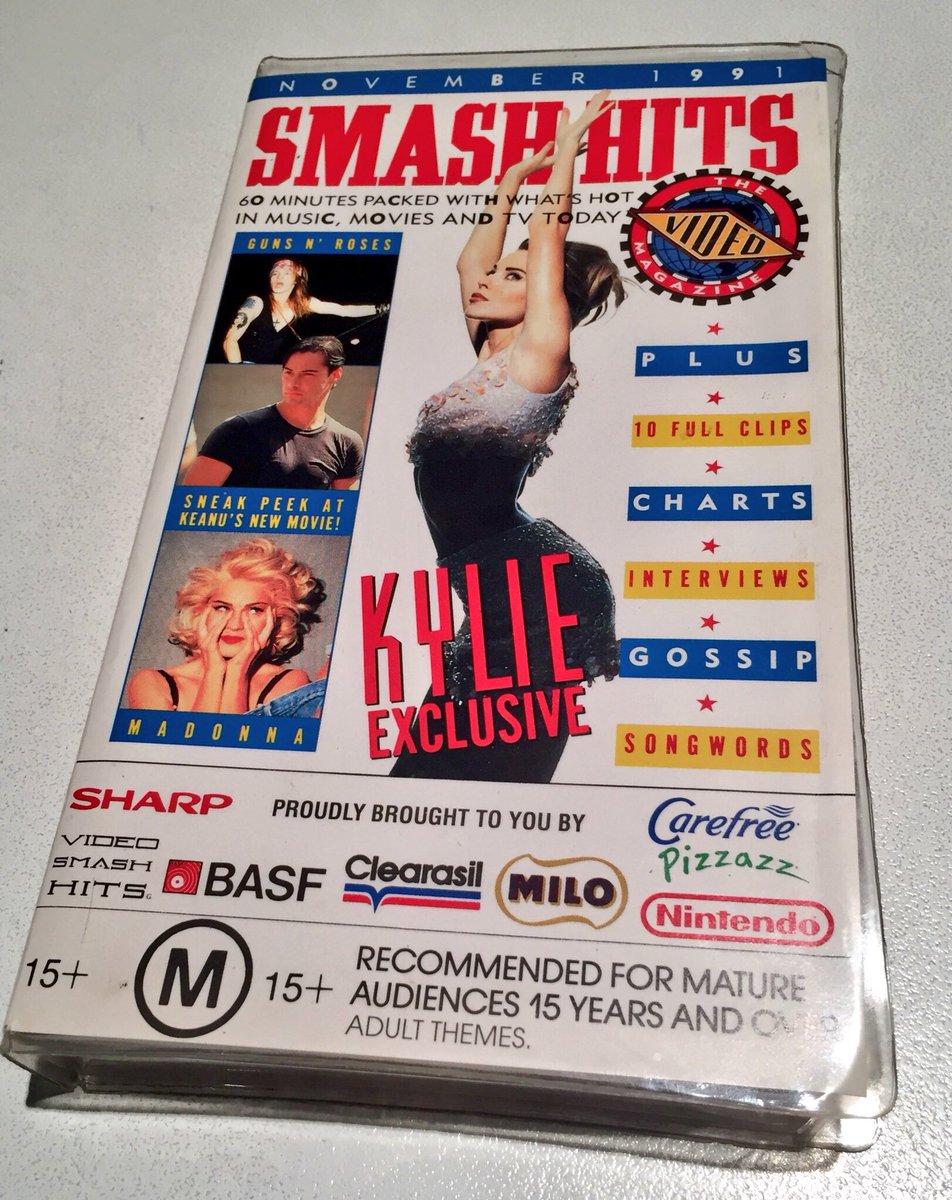 NOVEMBER 1991
SMASH HITS
60 MINUTES PACKED WITH WHAT'S HOT
IN MUSIC, MOVIES AND TV TODAY
THE
VIDEO
MAGAZINE
GUNS N' ROSES
SNEAK PEEK AT
KEANU'S NEW MOVIE!
MADONNA
KYLIE
EXCLUSIVE
PLUS
10 FULL CLIPS
CHARTS
INTERVIEWS
GOSSIP
SONGWORDS
SHARP
PROUDLY BROUGHT TO YOU BY
Carefree
Pizzazz
VIDEO
SMASH
HITS
BASF
Clearasil
MILO
Nintendo
15+ M 15+
RECOMMENDED FOR MATURE
AUDIENCES 15 YEARS AND OVER
ADULT THEMES.